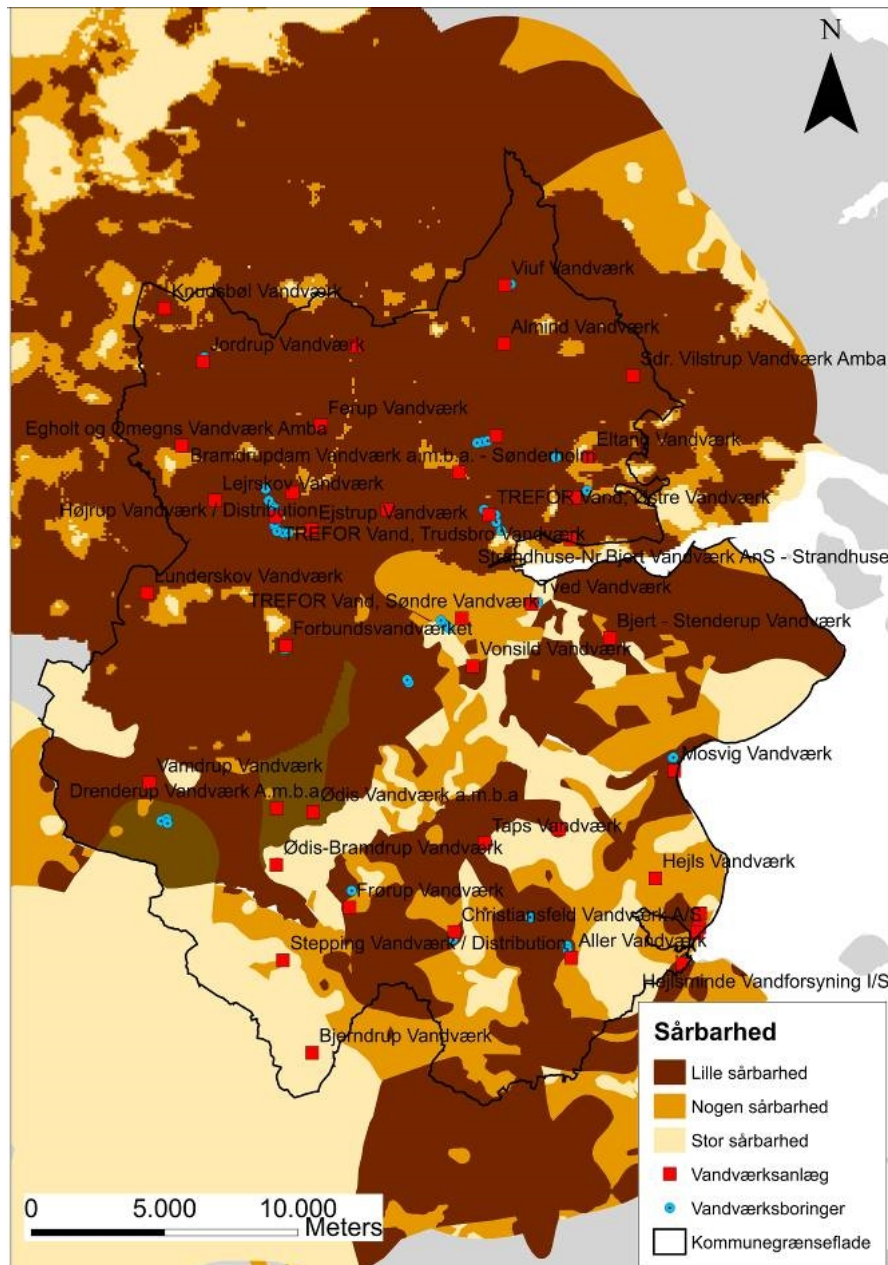 N
Viuf Vandværk
Knudsbøl Vandværk
Almind Vandværk
Jordrup Vandværk
Sdr. Vilstrup Vandværk Amba
Ferup Vandværk
Egholt og Omegns Vandværk Amba
Eltang Vandværk
Bramdrupdam Vandværk a.m.b.a. - Sønderholm
Lejrskov Vandværk
TREFOR Vand, Østre Vandværk
Højrup Vandværk / Distribution
Ejstrup Vandværk
TREFOR Vand, Trudsbro Vandværk
Strandhuse-Nr Bjert Vandværk AnS - Strandhuse
Lunderskov Vandværk
Tved Vandværk
TREFOR Vand, Søndre Vandværk
Bjert - Stenderup Vandværk
Forbundsvandværket
Vonsild Vandværk
Mosvig Vandværk
Vamdrup Vandværk
Drenderup Vandværk A.m.b.a
Ødis Vandværk a.m.b.a
Taps Vandværk
Ødis-Bramdrup Vandværk
Hejls Vandværk
Frørup Vandværk
Christiansfeld Vandværk A/S
Stepping Vandværk / Distribution
Aller Vandværk
Hejlsminde Vandforsyning I/S
Bjerndrup Vandværk
Sårbarhed
Lille sårbarhed
Nogen sårbarhed
Stor sårbarhed
Vandværksanlæg
Vandværksboringer
Kommunegrænseflade
0 5.000 10.000
Meters